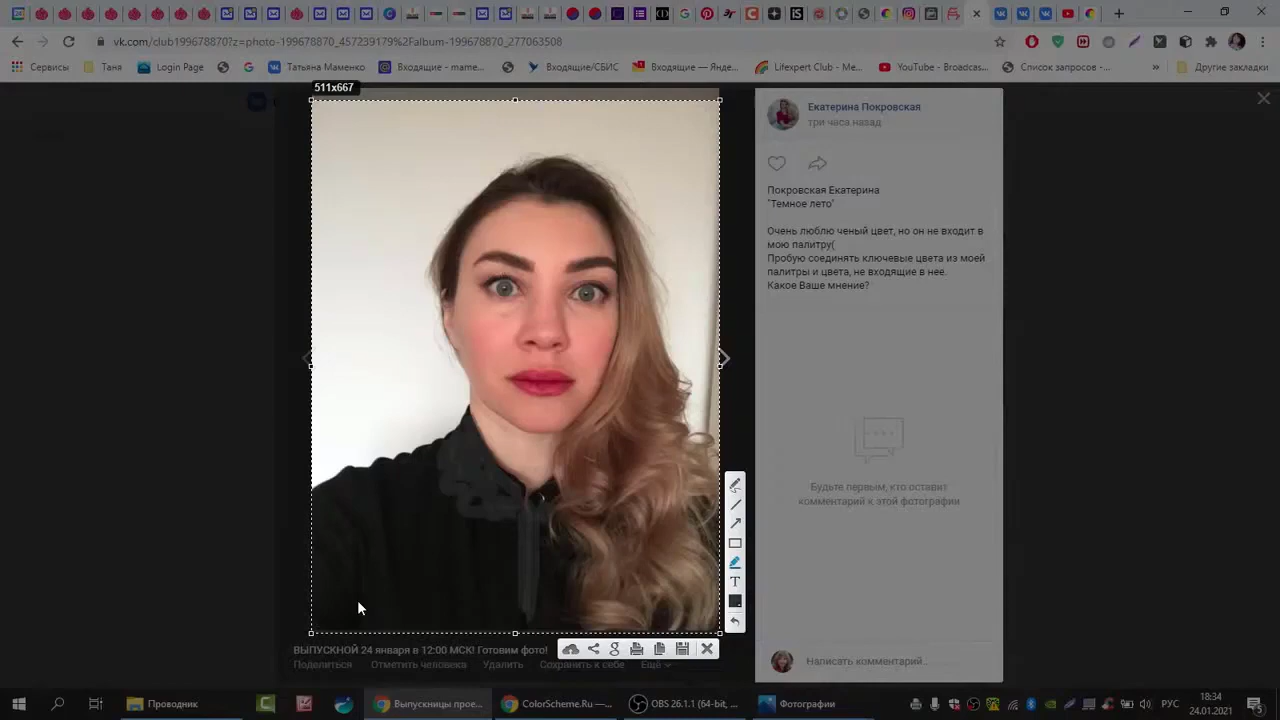 vk.com/club199678870?z=photo-199678870_457239179%2Falbum-199678870_277063508
Сервисы
Таня
Login Page
Татьяна Маменко
Входящие - mame...
Входящие/СБИС
Входящие — Янде...
Lifexpert Club - Me...
YouTube - Broadcas...
Список запросов -...
»
Другие закладки
511x667
Екатерина Покровская
три часа назад
Покровская Екатерина
"Темное лето"
Очень люблю ченый цвет, но он не входит в
мою палитру(
Пробую соединять ключевые цвета из моей
палитры и цвета, не входящие в нее.
Какое Ваше мнение?
Будьте первым, кто оставит
комментарий к этой фотографии
T
ВЫПУСКНОЙ 24 января в 12:00 МСК! Готовим фото!
Поделиться
Отметить человека
Удалить
Сохранить к себе
Ещё
Написать комментарий...
Проводник
Выпускницы прое...
ColorScheme.Ru —...
OBS 26.1.1 (64-bit, ...
Фотографии
РУС
18:34
24.01.2021